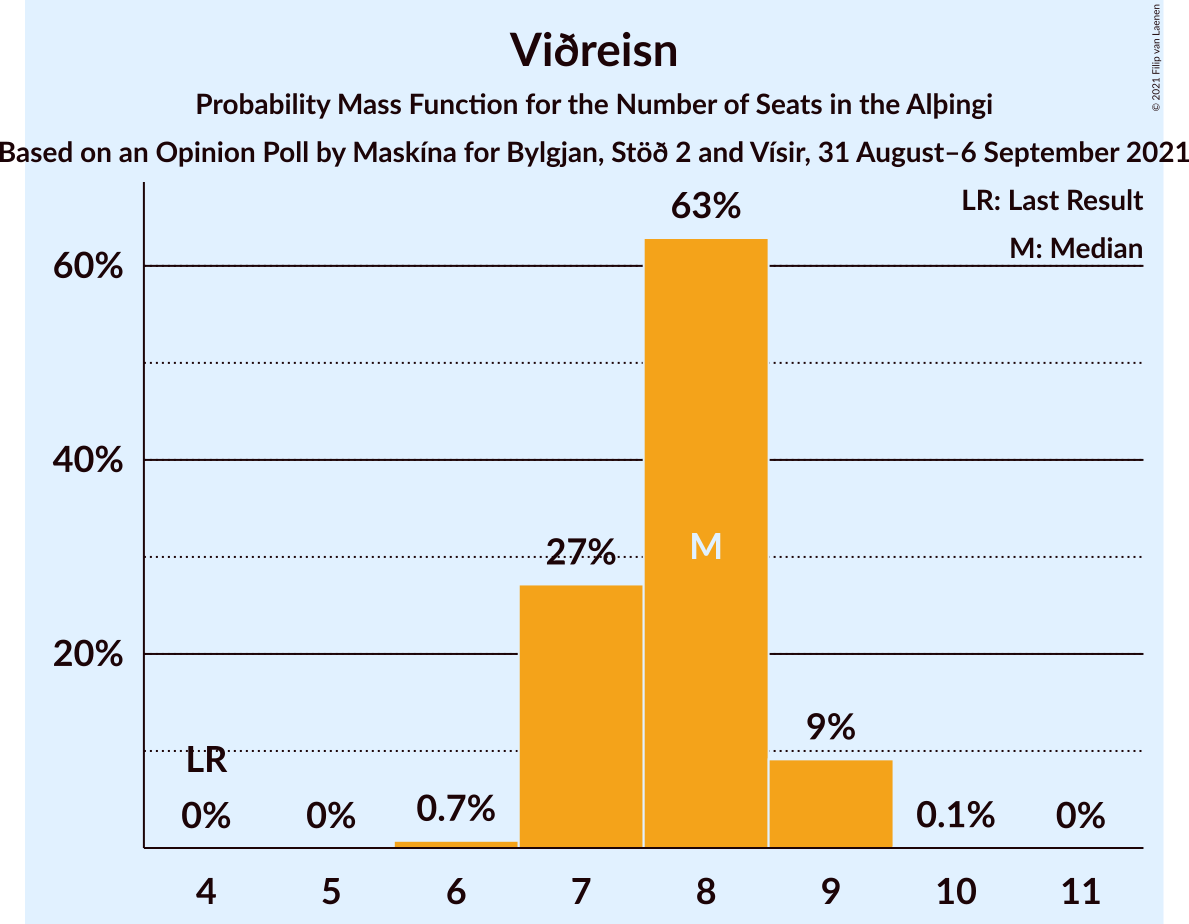 Viðreisn
Probability Mass Function for the Number of Seats in the Alþingi
Based on an Opinion Poll by Maskína for Bylgjan, Stöð 2 and Vísir, 31 August–6 September 2021
© 2021 Filip van Laenen
LR: Last Result
M: Median
63%
60%
40%
27%
M
20%
9%
LR
0%
0%
0.7%
0.1%
0%
4 5 6 7 8 9 10 11